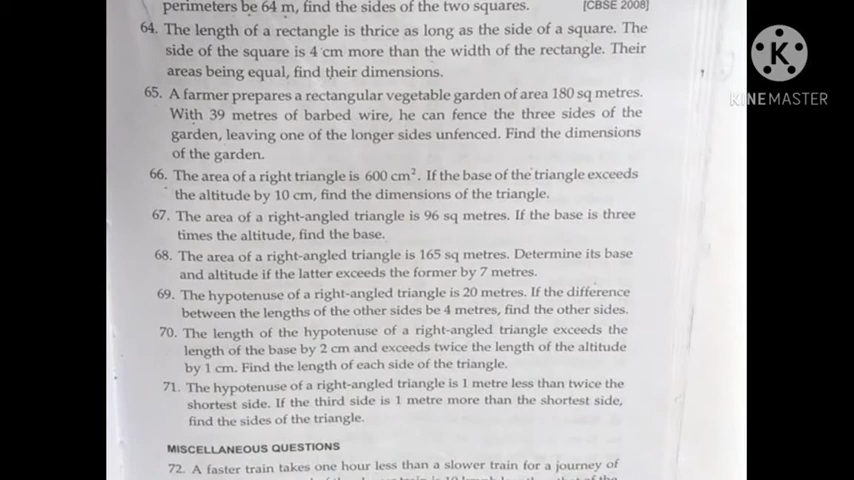 perimeters be 64 m, find the sides of the two squares. [CBSE 2008]
64. The length of a rectangle is thrice as long as the side of a square. The
side of the square is 4 cm more than the width of the rectangle. Their
areas being equal, find their dimensions.
65. A farmer prepares a rectangular vegetable garden of area 180 sq metres.
With 39 metres of barbed wire, he can fence the three sides of the
garden, leaving one of the longer sides unfenced. Find the dimensions
of the garden.
66. The area of a right triangle is 600 cm². If the base of the triangle exceeds
the altitude by 10 cm, find the dimensions of the triangle.
67. The area of a right-angled triangle is 96 sq metres. If the base is three
times the altitude, find the base.
68. The area of a right-angled triangle is 165 sq metres. Determine its base
and altitude if the latter exceeds the former by 7 metres.
69. The hypotenuse of a right-angled triangle is 20 metres. If the difference
between the lengths of the other sides be 4 metres, find the other sides.
70. The length of the hypotenuse of a right-angled triangle exceeds the
length of the base by 2 cm and exceeds twice the length of the altitude
by 1 cm. Find the length of each side of the triangle.
71. The hypotenuse of a right-angled triangle is 1 metre less than twice the
shortest side. If the third side is 1 metre more than the shortest side,
find the sides of the triangle.
MISCELLANEOUS QUESTIONS
72. A faster train takes one hour less than a slower train for a journey of
K
KINEMASTER